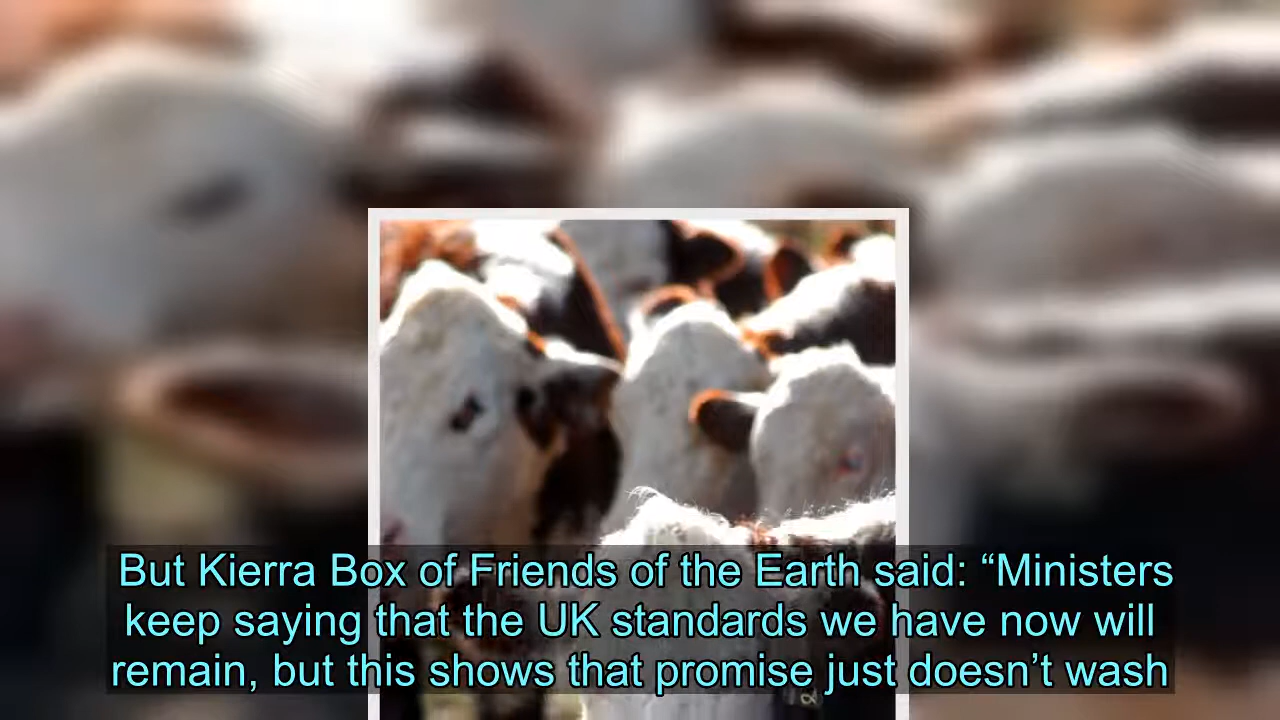 But Kierra Box of Friends of the Earth said: “Ministers
keep saying that the UK standards we have now will
remain, but this shows that promise just doesn’t wash